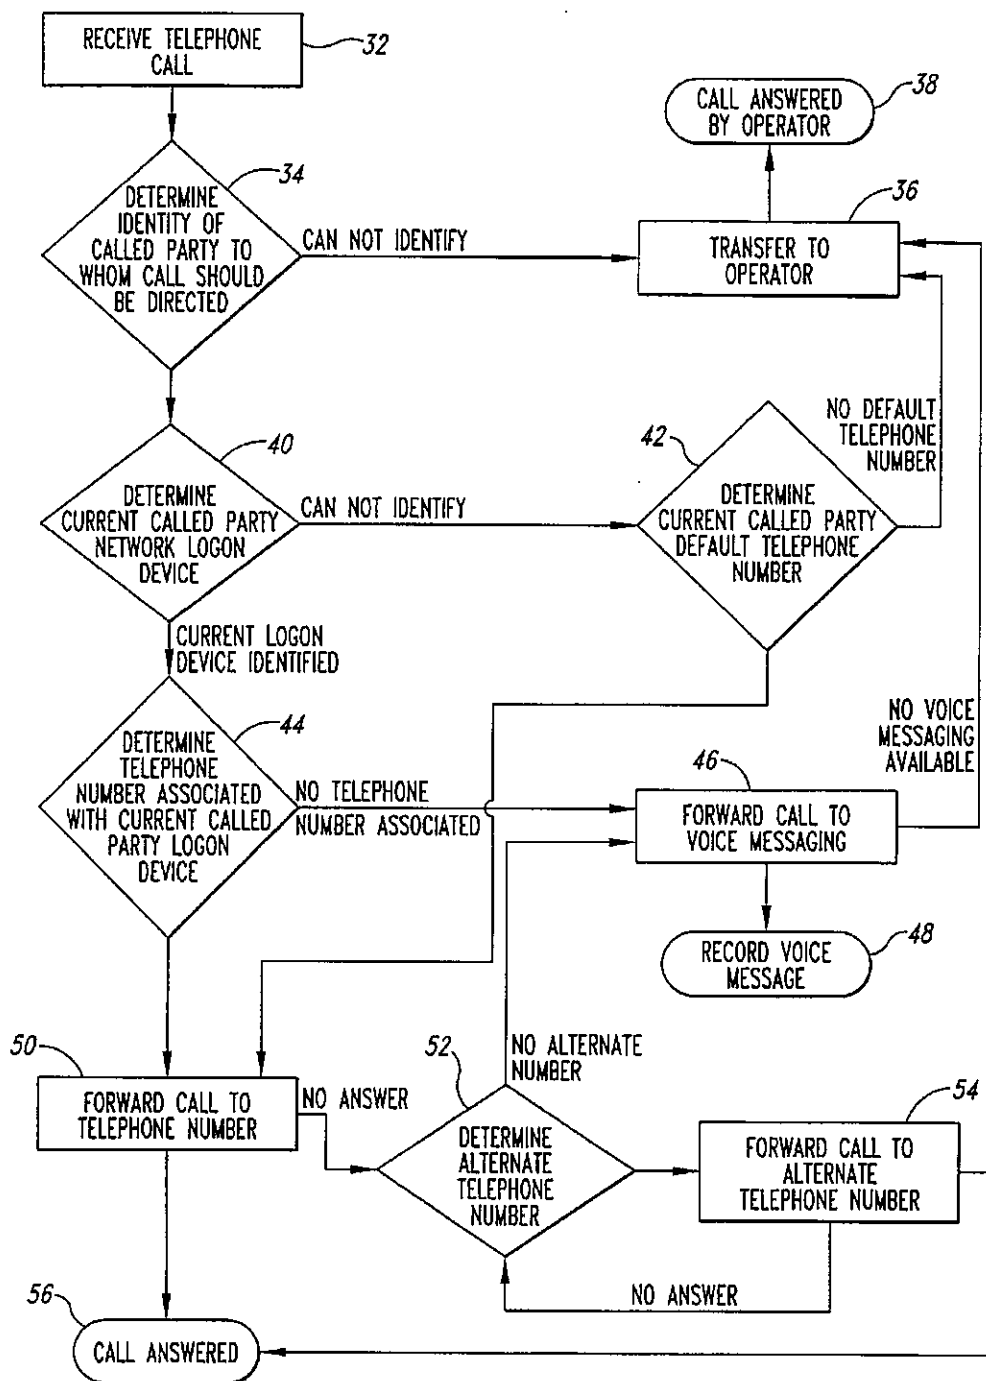 RECEIVE TELEPHONE
CALL
32
CALL ANSWERED
BY OPERATOR
38
DETERMINE
IDENTITY OF
CALLED PARTY TO
WHOM CALL SHOULD
BE DIRECTED
34
CAN NOT IDENTIFY
TRANSFER TO
OPERATOR
36
DETERMINE
CURRENT CALLED PARTY
NETWORK LOGON
DEVICE
40
CAN NOT IDENTIFY
DETERMINE
CURRENT CALLED PARTY
DEFAULT TELEPHONE
NUMBER
42
NO DEFAULT
TELEPHONE
NUMBER
CURRENT LOGON
DEVICE IDENTIFIED
DETERMINE
TELEPHONE
NUMBER ASSOCIATED
WITH CURRENT CALLED
PARTY LOGON
DEVICE
44
NO TELEPHONE
NUMBER ASSOCIATED
FORWARD CALL TO
VOICE MESSAGING
46
NO VOICE
MESSAGING
AVAILABLE
RECORD VOICE
MESSAGE
48
50
FORWARD CALL TO
TELEPHONE NUMBER
NO ANSWER
52
NO ALTERNATE
NUMBER
DETERMINE
ALTERNATE
TELEPHONE
NUMBER
54
FORWARD CALL TO
ALTERNATE
TELEPHONE NUMBER
NO ANSWER
56
CALL ANSWERED